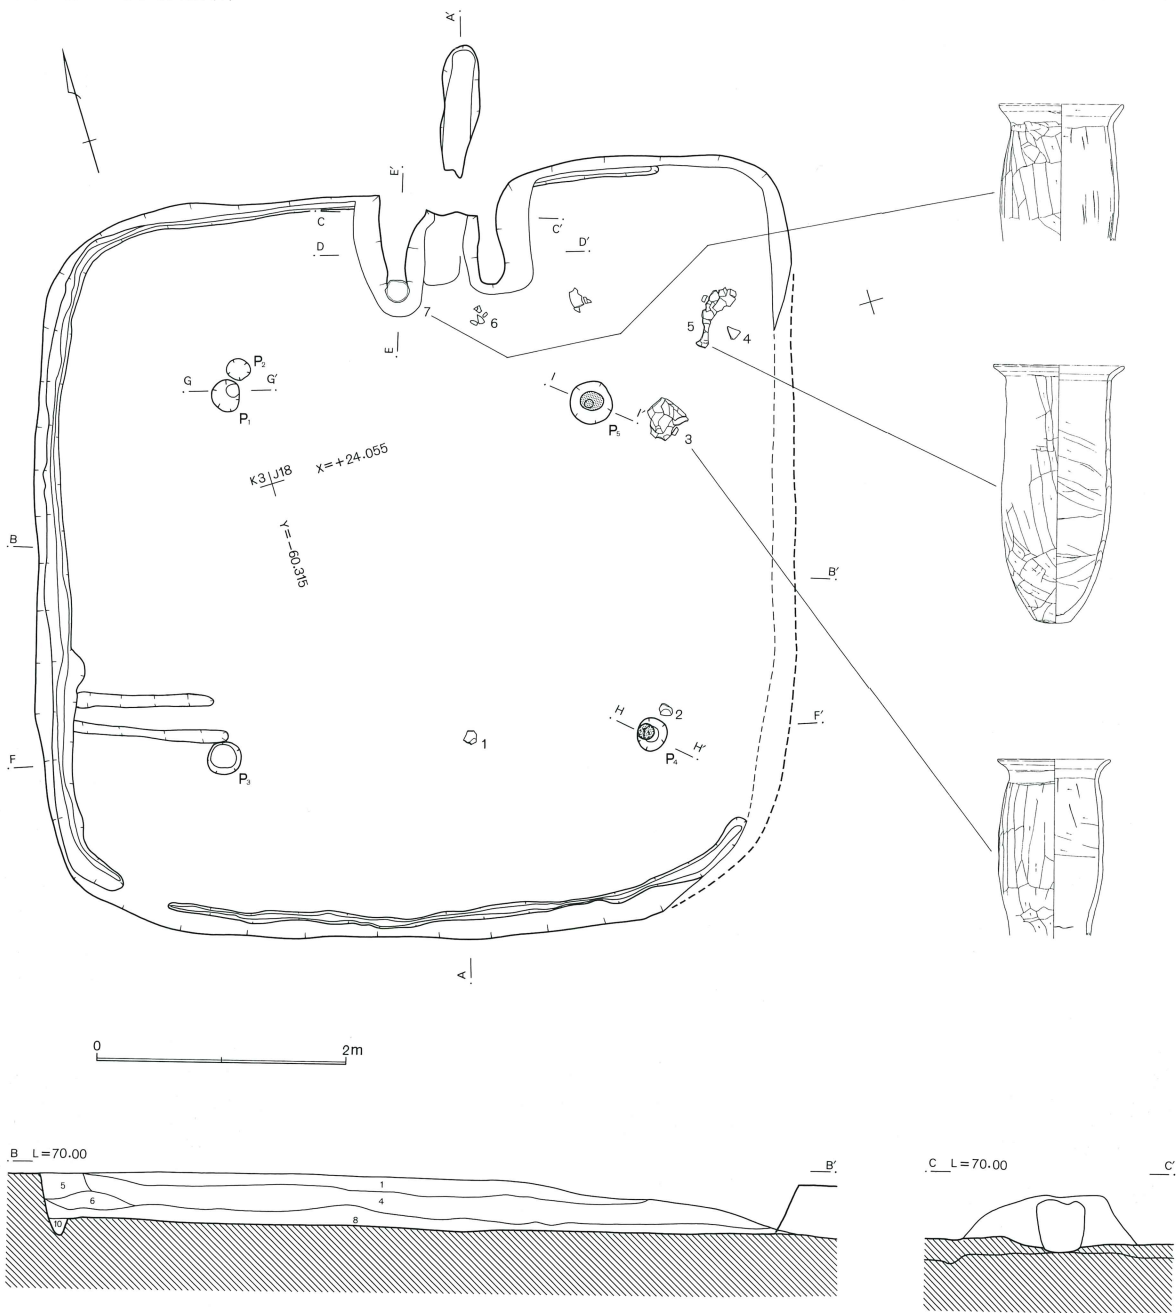 A'
E'
C
C'
D
D'
7
6
5
4
E
G
P2
G'
I
P1
P5
I'
3
K3 J18
X=+24.055
Y=-60.315
B
B'
H
2
F'
1
F
P4
H'
P3
A
0 2m
B L=70.00 B'
C L=70.00 C'
5
1
6
4
10
8